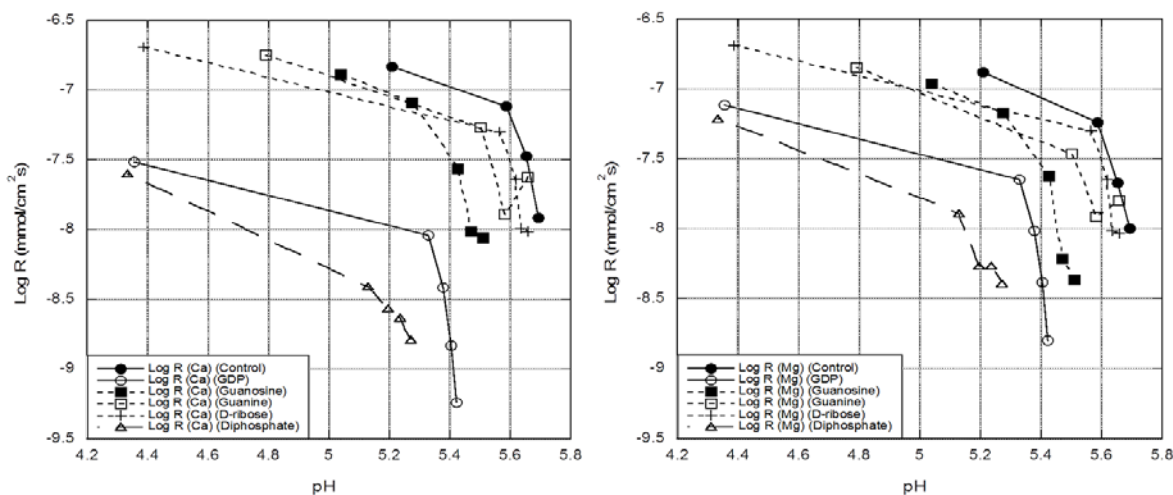 -6.5
-7
-7.5
-8
-8.5
-9
-9.5
Log R (mmol/cm²s)
Log R (Ca) (Control)
Log R (Ca) (GDP)
Log R (Ca) (Guanosine)
Log R (Ca) (Guanine)
Log R (Ca) (D-ribose)
Log R (Ca) (Diphosphate)
4.2 4.4 4.6 4.8 5 5.2 5.4 5.6 5.8
pH
-6.5
-7
-7.5
-8
-8.5
-9
-9.5
Log R (mmol/cm²s)
Log R (Mg) (Control)
Log R (Mg) (GDP)
Log R (Mg) (Guanosine)
Log R (Mg) (Guanine)
Log R (Mg) (D-ribose)
Log R (Mg) (Diphosphate)
4.2 4.4 4.6 4.8 5 5.2 5.4 5.6 5.8
pH